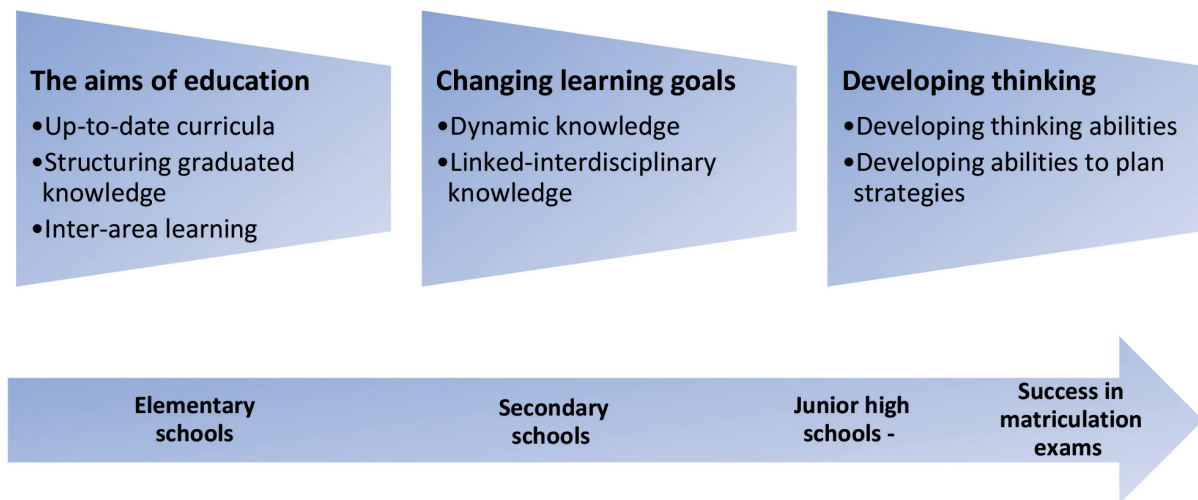 The aims of education
•Up-to-date curricula
•Structuring graduated
knowledge
•Inter-area learning
Changing learning goals
•Dynamic knowledge
•Linked-interdisciplinary
knowledge
Developing thinking
•Developing thinking abilities
•Developing abilities to plan
strategies
Elementary
schools
Secondary
schools
Junior high
schools -
Success in
matriculation
exams